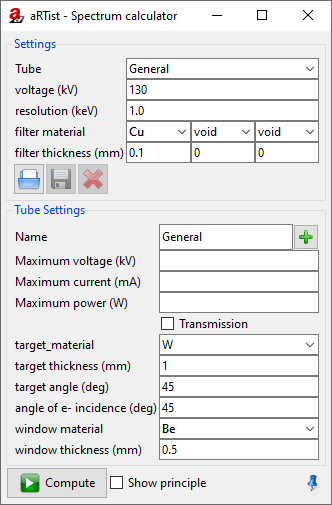 aRTist - Spectrum calculator
Settings
Tube General
voltage (kV) 130
resolution (keV) 1.0
filter material Cu void void
filter thickness (mm) 0.1 0 0
Tube Settings
Name General
Maximum voltage (kV)
Maximum current (mA)
Maximum power (W)
Transmission
target_material W
target thickness (mm) 1
target angle (deg) 45
angle of e- incidence (deg) 45
window material Be
window thickness (mm) 0.5
Compute Show principle